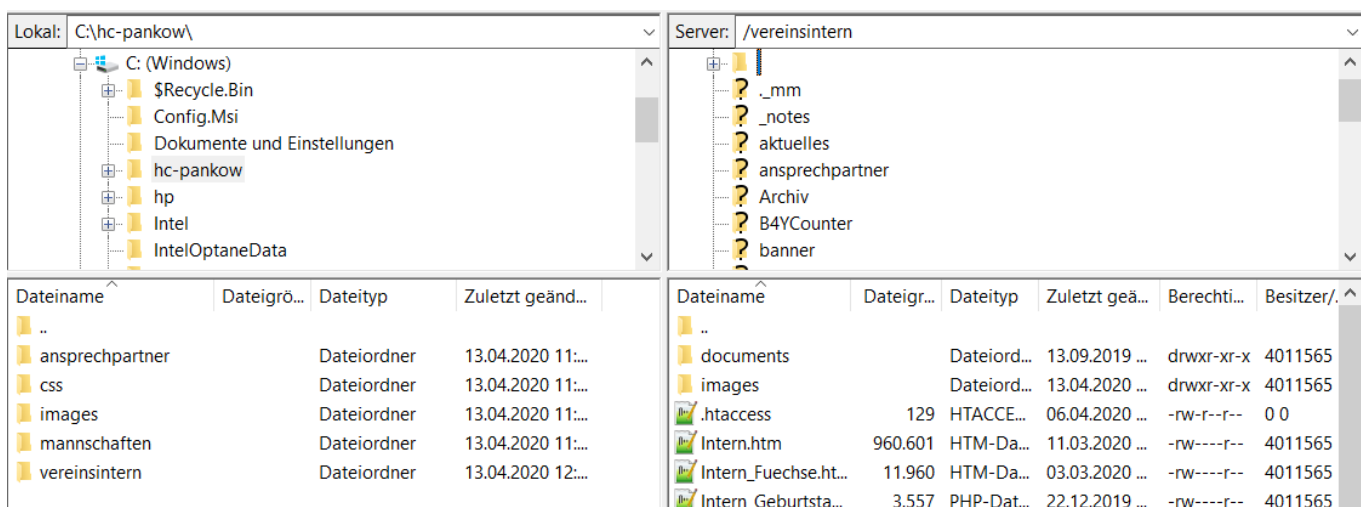 Lokal: C:\hc-pankow\
C: (Windows)
$Recycle.Bin
Config.Msi
Dokumente und Einstellungen
hc-pankow
hp
Intel
IntelOptaneData
Server: /vereinsintern
._mm
_notes
aktuelles
ansprechpartner
Archiv
B4YCounter
banner
Dateiname Dateigrö... Dateityp Zuletzt geänd...
..
ansprechpartner Dateiordner 13.04.2020 11:...
css Dateiordner 13.04.2020 11:...
images Dateiordner 13.04.2020 11:...
mannschaften Dateiordner 13.04.2020 11:...
vereinsintern Dateiordner 13.04.2020 12:...
Dateiname Dateigr... Dateityp Zuletzt geä... Berechti... Besitzer/.
..
documents Dateiord... 13.09.2019 ... drwxr-xr-x 4011565
images Dateiord... 13.04.2020 ... drwxr-xr-x 4011565
.htaccess 129 HTACCE... 06.04.2020 ... -rw-r--r-- 0 0
Intern.htm 960.601 HTM-Da... 11.03.2020 ... -rw----r-- 4011565
Intern_Fuechse.ht... 11.960 HTM-Da... 03.03.2020 ... -rw----r-- 4011565
Intern_Geburtsta... 3.557 PHP-Dat... 22.12.2019 ... -rw----r-- 4011565